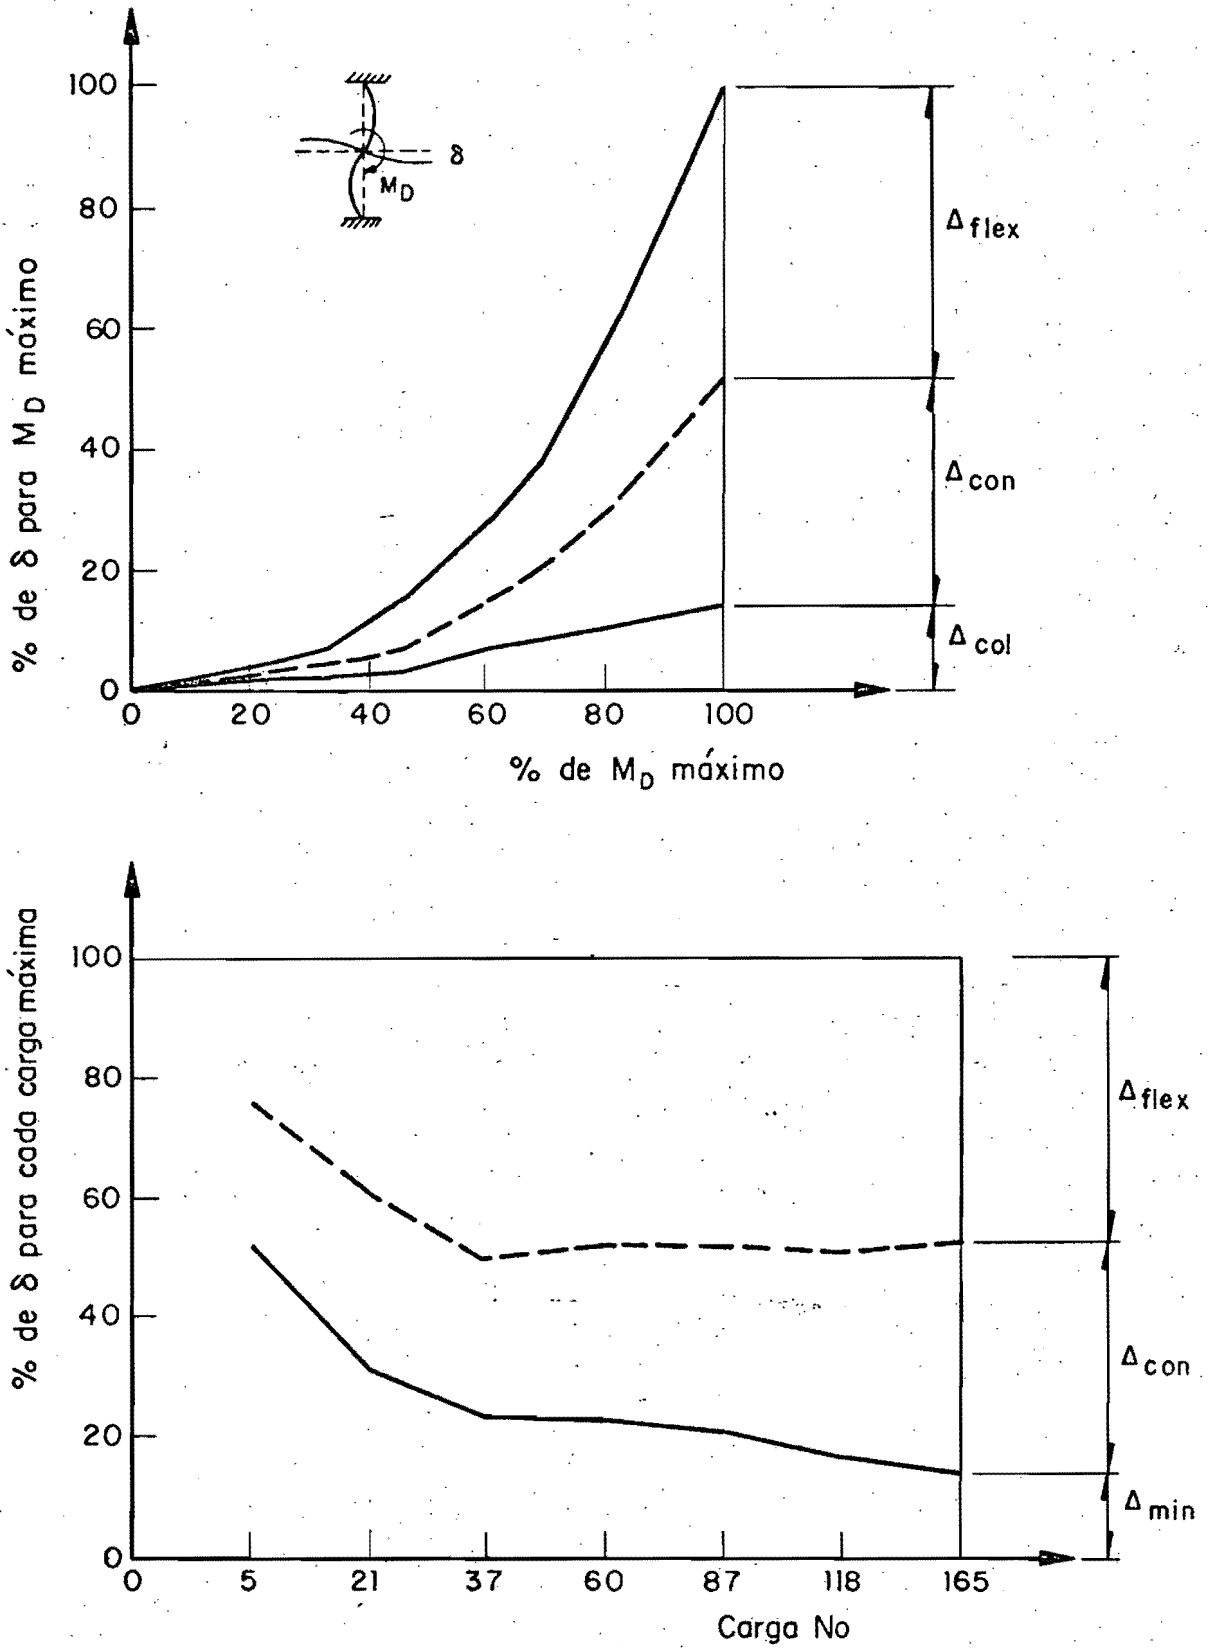 % de δ para M_D máximo
100
80
60
40
20
0
δ
M_D
Δ flex
Δ con
Δ col
0 20 40 60 80 100
% de M_D máximo
% de δ para cada carga máxima
100
80
60
40
20
0
Δ flex
Δ con
Δ min
0 5 21 37 60 87 118 165
Carga No